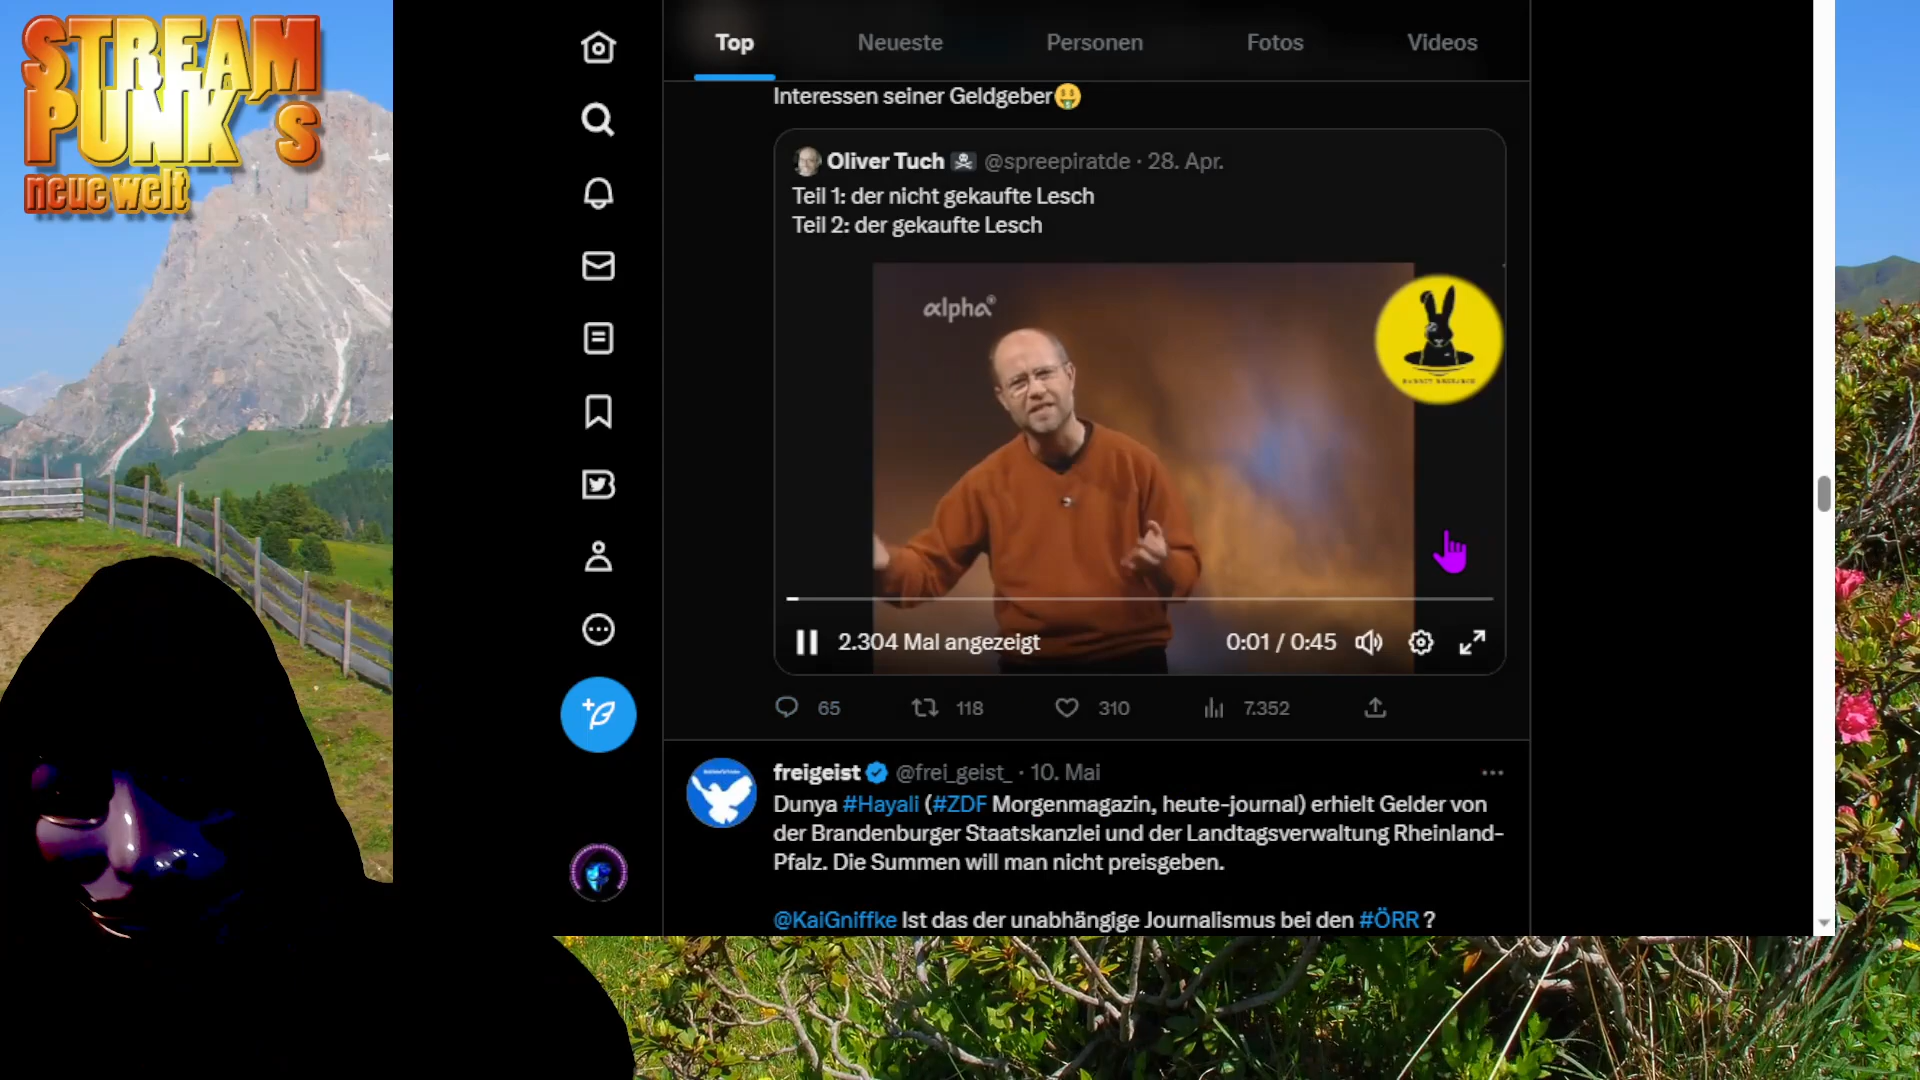 STREAM
PUNK´s
neue welt
Top
Neueste
Personen
Fotos
Videos
Interessen seiner Geldgeber🤑
Oliver Tuch ☠ @spreepiratde · 28. Apr.
Teil 1: der nicht gekaufte Lesch
Teil 2: der gekaufte Lesch
αlpha®
2.304 Mal angezeigt
0:01 / 0:45
65
118
310
7.352
freigeist @frei_geist_ · 10. Mai
Dunya #Hayali (#ZDF Morgenmagazin, heute-journal) erhielt Gelder von
der Brandenburger Staatskanzlei und der Landtagsverwaltung Rheinland-
Pfalz. Die Summen will man nicht preisgeben.
@KaiGniffke Ist das der unabhängige Journalismus bei den #ÖRR ?